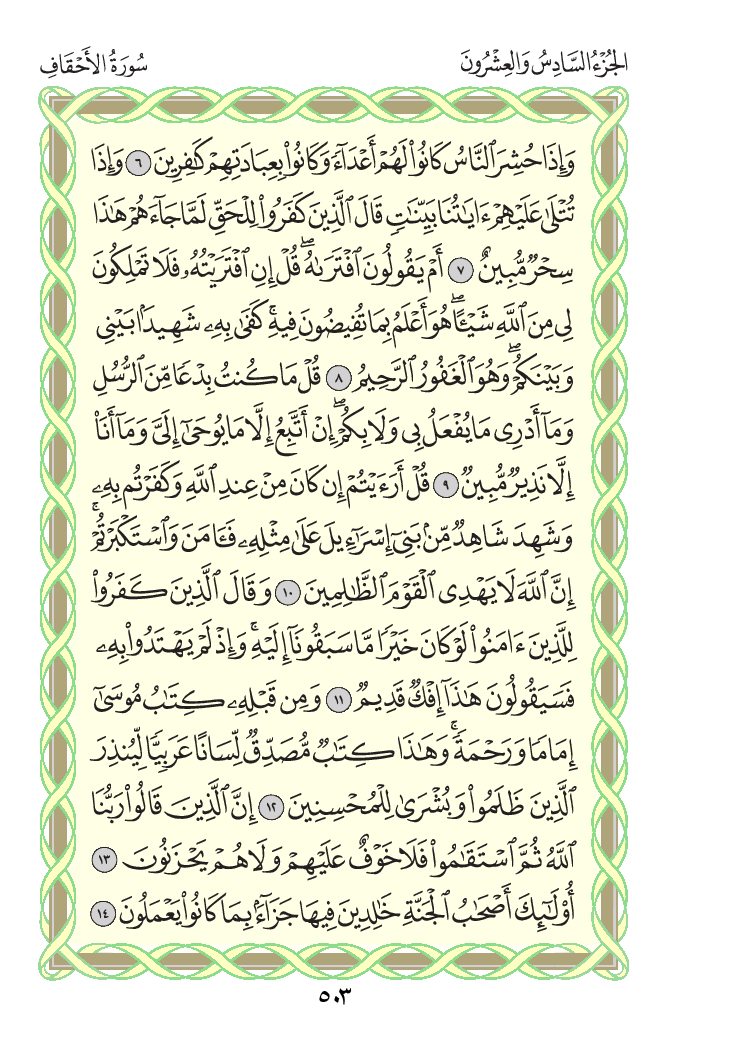 الجُزْءُ السَّادِسُ وَالعِشْرُونَ
سُورَةُ الأَحْقَافِ
وَإِذَا حُشِرَ ٱلنَّاسُ كَانُوا۟ لَهُمْ أَعْدَآءً وَكَانُوا۟ بِعِبَادَتِهِمْ كَـٰفِرِينَ ٦ وَإِذَا
تُتْلَىٰ عَلَيْهِمْ ءَايَـٰتُنَا بَيِّنَـٰتٍ قَالَ ٱلَّذِينَ كَفَرُوا۟ لِلْحَقِّ لَمَّا جَآءَهُمْ هَـٰذَا
سِحْرٌ مُّبِينٌ ٧ أَمْ يَقُولُونَ ٱفْتَرَىٰهُ ۖ قُلْ إِنِ ٱفْتَرَيْتُهُۥ فَلَا تَمْلِكُونَ
لِى مِنَ ٱللَّهِ شَيْـًٔا ۖ هُوَ أَعْلَمُ بِمَا تُفِيضُونَ فِيهِ ۚ كَفَىٰ بِهِۦ شَهِيدًۢا بَيْنِى
وَبَيْنَكُمْ ۖ وَهُوَ ٱلْغَفُورُ ٱلرَّحِيمُ ٨ قُلْ مَا كُنتُ بِدْعًا مِّنَ ٱلرُّسُلِ
وَمَآ أَدْرِى مَا يُفْعَلُ بِى وَلَا بِكُمْ ۖ إِنْ أَتَّبِعُ إِلَّا مَا يُوحَىٰٓ إِلَىَّ وَمَآ أَنَا۠
إِلَّا نَذِيرٌ مُّبِينٌ ٩ قُلْ أَرَءَيْتُمْ إِن كَانَ مِنْ عِندِ ٱللَّهِ وَكَفَرْتُم بِهِۦ
وَشَهِدَ شَاهِدٌ مِّنۢ بَنِىٓ إِسْرَٰٓءِيلَ عَلَىٰ مِثْلِهِۦ فَـَٔامَنَ وَٱسْتَكْبَرْتُمْ ۚ
إِنَّ ٱللَّهَ لَا يَهْدِى ٱلْقَوْمَ ٱلظَّـٰلِمِينَ ١٠ وَقَالَ ٱلَّذِينَ كَفَرُوا۟
لِلَّذِينَ ءَامَنُوا۟ لَوْ كَانَ خَيْرًا مَّا سَبَقُونَآ إِلَيْهِ ۚ وَإِذْ لَمْ يَهْتَدُوا۟ بِهِۦ
فَسَيَقُولُونَ هَـٰذَآ إِفْكٌ قَدِيمٌ ١١ وَمِن قَبْلِهِۦ كِتَـٰبُ مُوسَىٰٓ
إِمَامًا وَرَحْمَةً ۚ وَهَـٰذَا كِتَـٰبٌ مُّصَدِّقٌ لِّسَانًا عَرَبِيًّا لِّيُنذِرَ
ٱلَّذِينَ ظَلَمُوا۟ وَبُشْرَىٰ لِلْمُحْسِنِينَ ١٢ إِنَّ ٱلَّذِينَ قَالُوا۟ رَبُّنَا
ٱللَّهُ ثُمَّ ٱسْتَقَـٰمُوا۟ فَلَا خَوْفٌ عَلَيْهِمْ وَلَا هُمْ يَحْزَنُونَ ١٣
أُو۟لَـٰٓئِكَ أَصْحَـٰبُ ٱلْجَنَّةِ خَـٰلِدِينَ فِيهَا جَزَآءًۢ بِمَا كَانُوا۟ يَعْمَلُونَ ١٤
٥٠٣